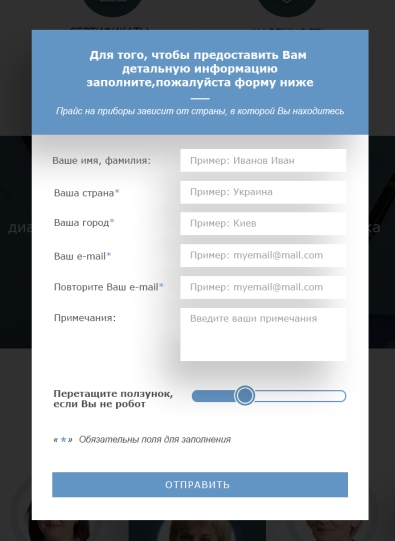 Для того, чтобы предоставить Вам
детальную информацию
заполните,пожалуйста форму ниже
Прайс на приборы зависит от страны, в которой Вы находитесь
Ваше имя, фамилия:
Пример: Иванов Иван
Ваша страна*
Пример: Украина
Ваша город*
Пример: Киев
Ваш e-mail*
Пример: myemail@mail.com
Повторите Ваш e-mail*
Пример: myemail@mail.com
Примечания:
Введите ваши примечания
Перетащите ползунок,
если Вы не робот
« * » Обязательны поля для заполнения
ОТПРАВИТЬ